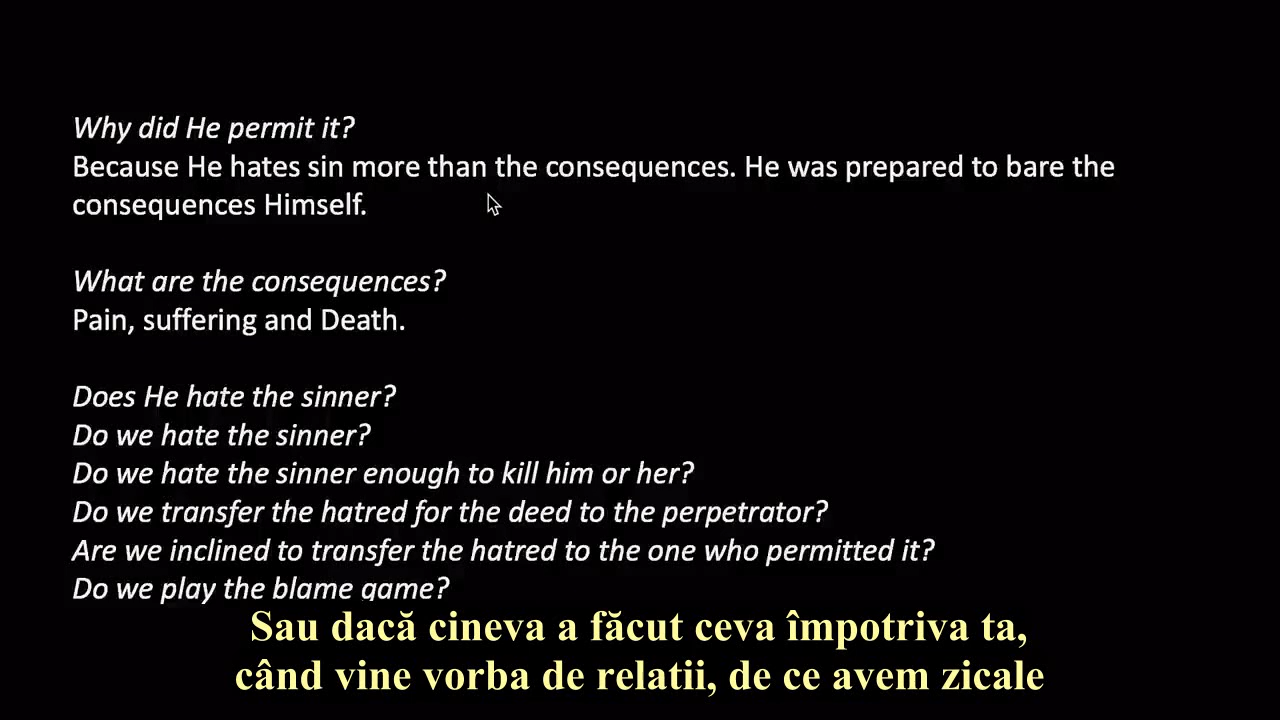 Why did He permit it?
Because He hates sin more than the consequences. He was prepared to bare the
consequences Himself.
What are the consequences?
Pain, suffering and Death.
Does He hate the sinner?
Do we hate the sinner?
Do we hate the sinner enough to kill him or her?
Do we transfer the hatred for the deed to the perpetrator?
Are we inclined to transfer the hatred to the one who permitted it?
Do we play the blame game?
Sau dacă cineva a făcut ceva împotriva ta,
când vine vorba de relatii, de ce avem zicale